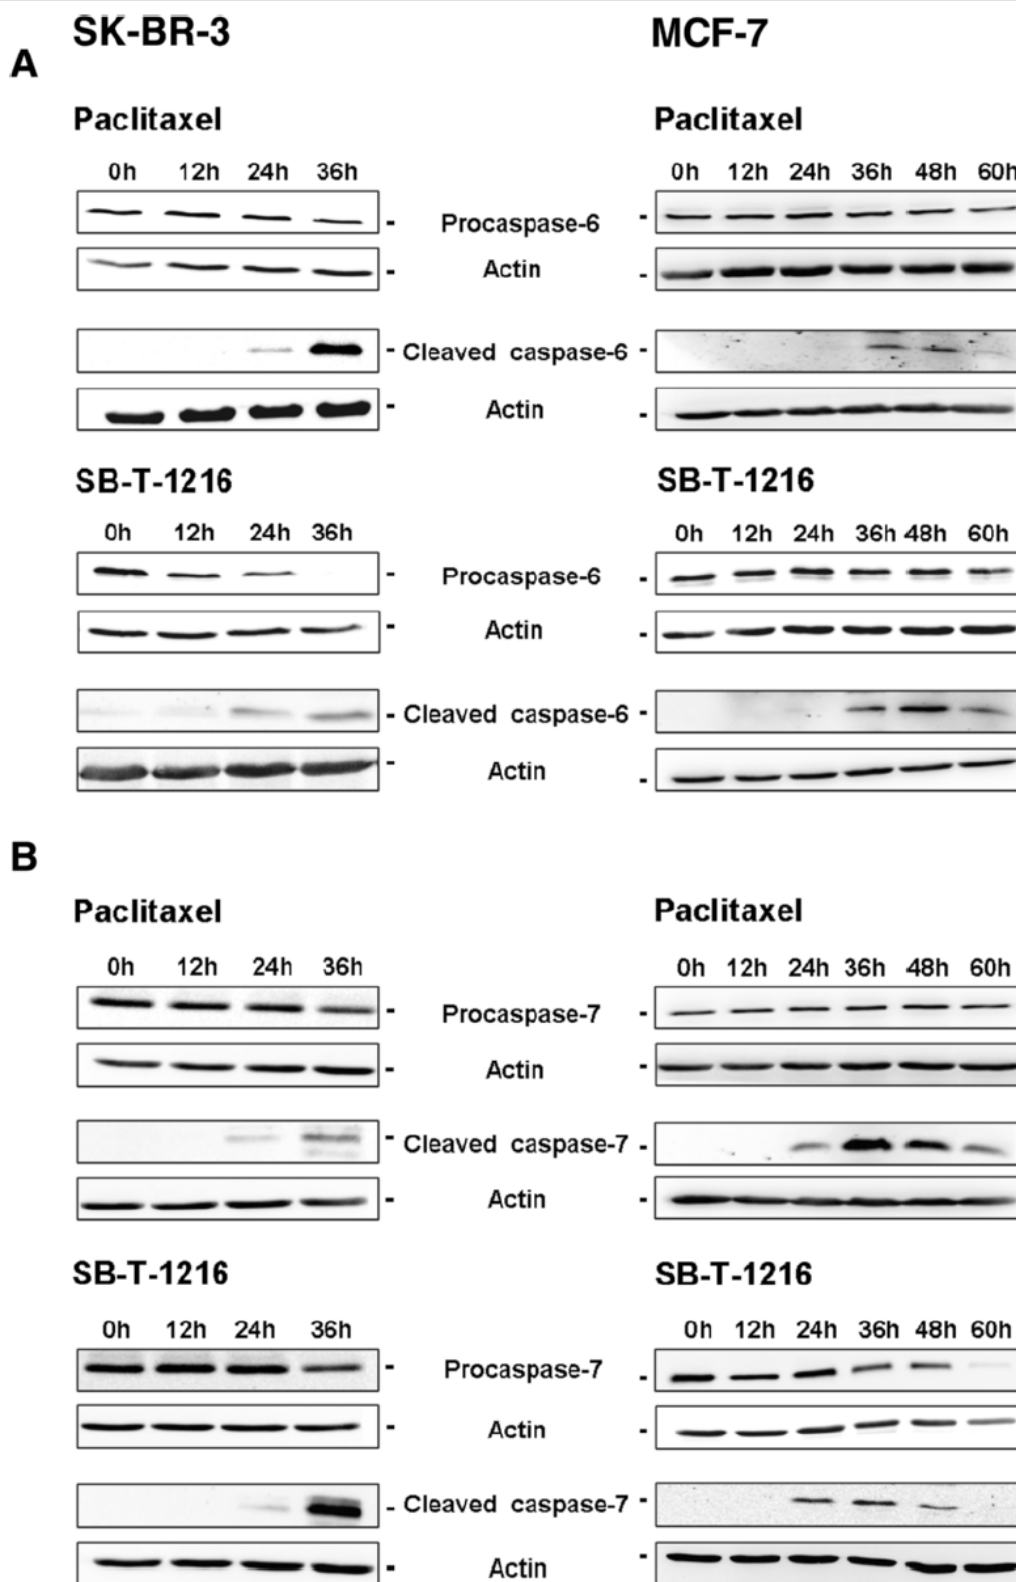 SK-BR-3 MCF-7
A
Paclitaxel Paclitaxel
0h 12h 24h 36h 0h 12h 24h 36h 48h 60h
- Procaspase-6 -
- Actin -
- Cleaved caspase-6 -
- Actin -
SB-T-1216 SB-T-1216
0h 12h 24h 36h 0h 12h 24h 36h 48h 60h
- Procaspase-6 -
- Actin -
- Cleaved caspase-6 -
- Actin -
B
Paclitaxel Paclitaxel
0h 12h 24h 36h 0h 12h 24h 36h 48h 60h
- Procaspase-7 -
- Actin -
- Cleaved caspase-7 -
- Actin -
SB-T-1216 SB-T-1216
0h 12h 24h 36h 0h 12h 24h 36h 48h 60h
- Procaspase-7 -
- Actin -
- Cleaved caspase-7 -
- Actin -